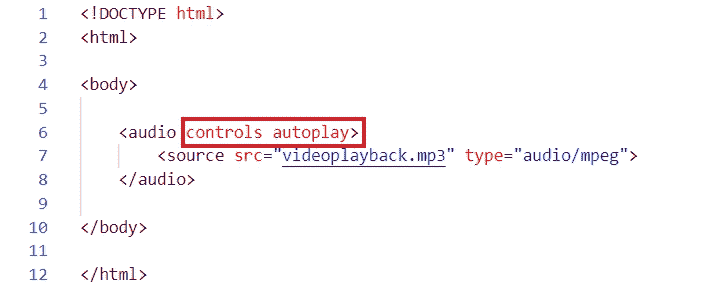 1 <!DOCTYPE html>
2 <html>
3
4 <body>
5
6 <audio controls autoplay>
7 <source src="videoplayback.mp3" type="audio/mpeg">
8 </audio>
9
10 </body>
11
12 </html>